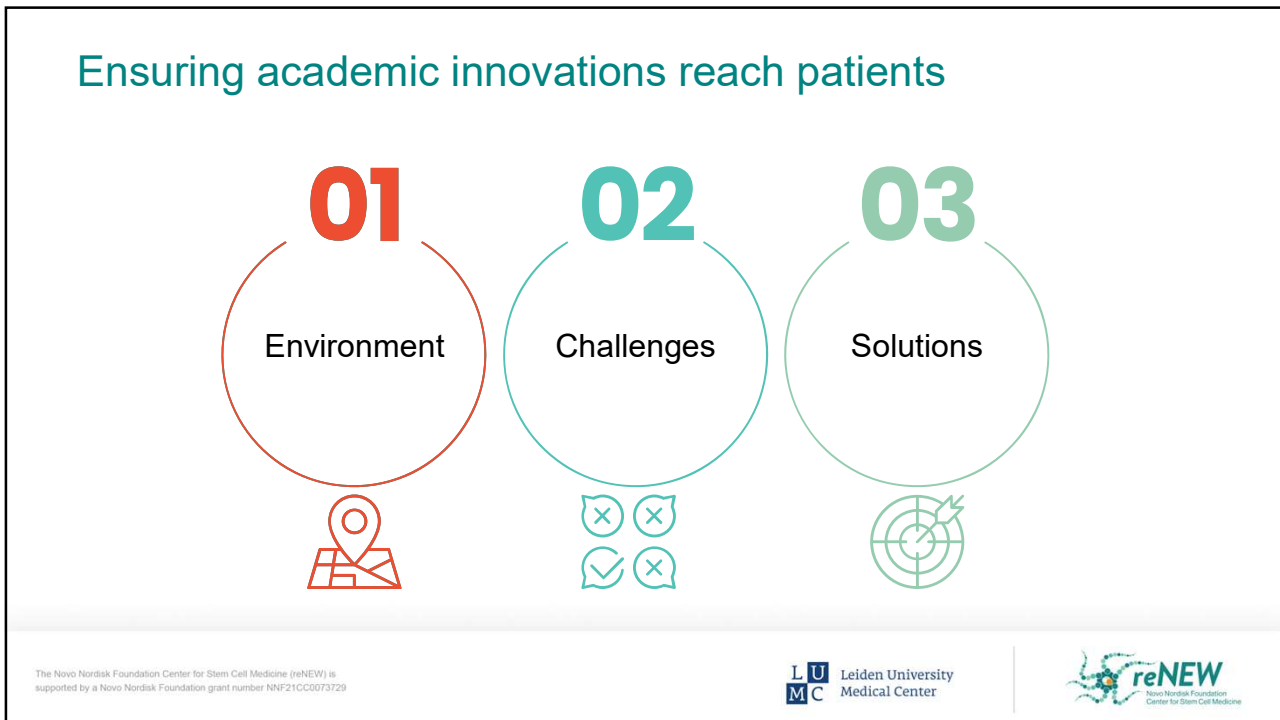 Ensuring academic innovations reach patients
01
02
03
Environment
Challenges
Solutions
The Novo Nordisk Foundation Center for Stem Cell Medicine (reNEW) is
supported by a Novo Nordisk Foundation grant number NNF21CC0073729
L U
M C
Leiden University
Medical Center
reNEW
Novo Nordisk Foundation
Center for Stem Cell Medicine